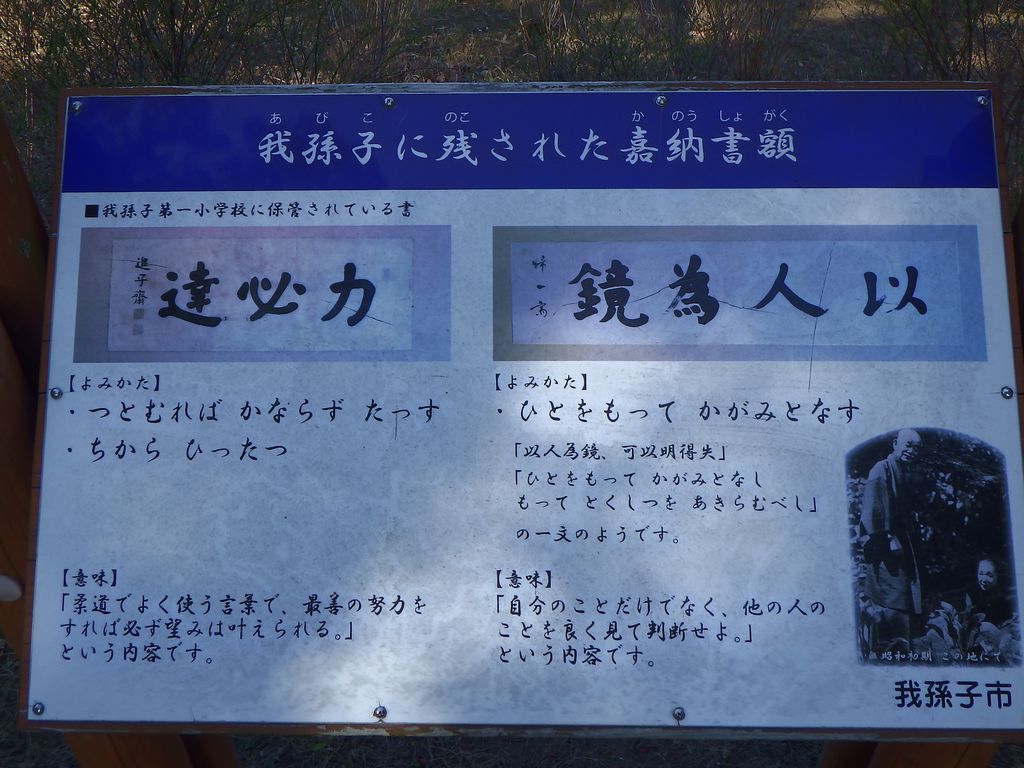 あびこ のこ かのうしょがく
我孫子に残された嘉納書額
■我孫子第一小学校に保管されている書
力必達
進乎齋
【よみかた】
・つとむれば かならず たっす
・ちから ひったつ
【意味】
「柔道でよく使う言葉で、最善の努力を
すれば必ず望みは叶えられる。」
という内容です。
以人為鏡
帰一斎
【よみかた】
・ひとをもって かがみとなす
「以人為鏡、可以明得失」
「ひとをもって かがみとなし
もって とくしつを あきらむべし」
の一文のようです。
【意味】
「自分のことだけでなく、他の人の
ことを良く見て判断せよ。」
という内容です。
昭和初期 この地にて
我孫子市